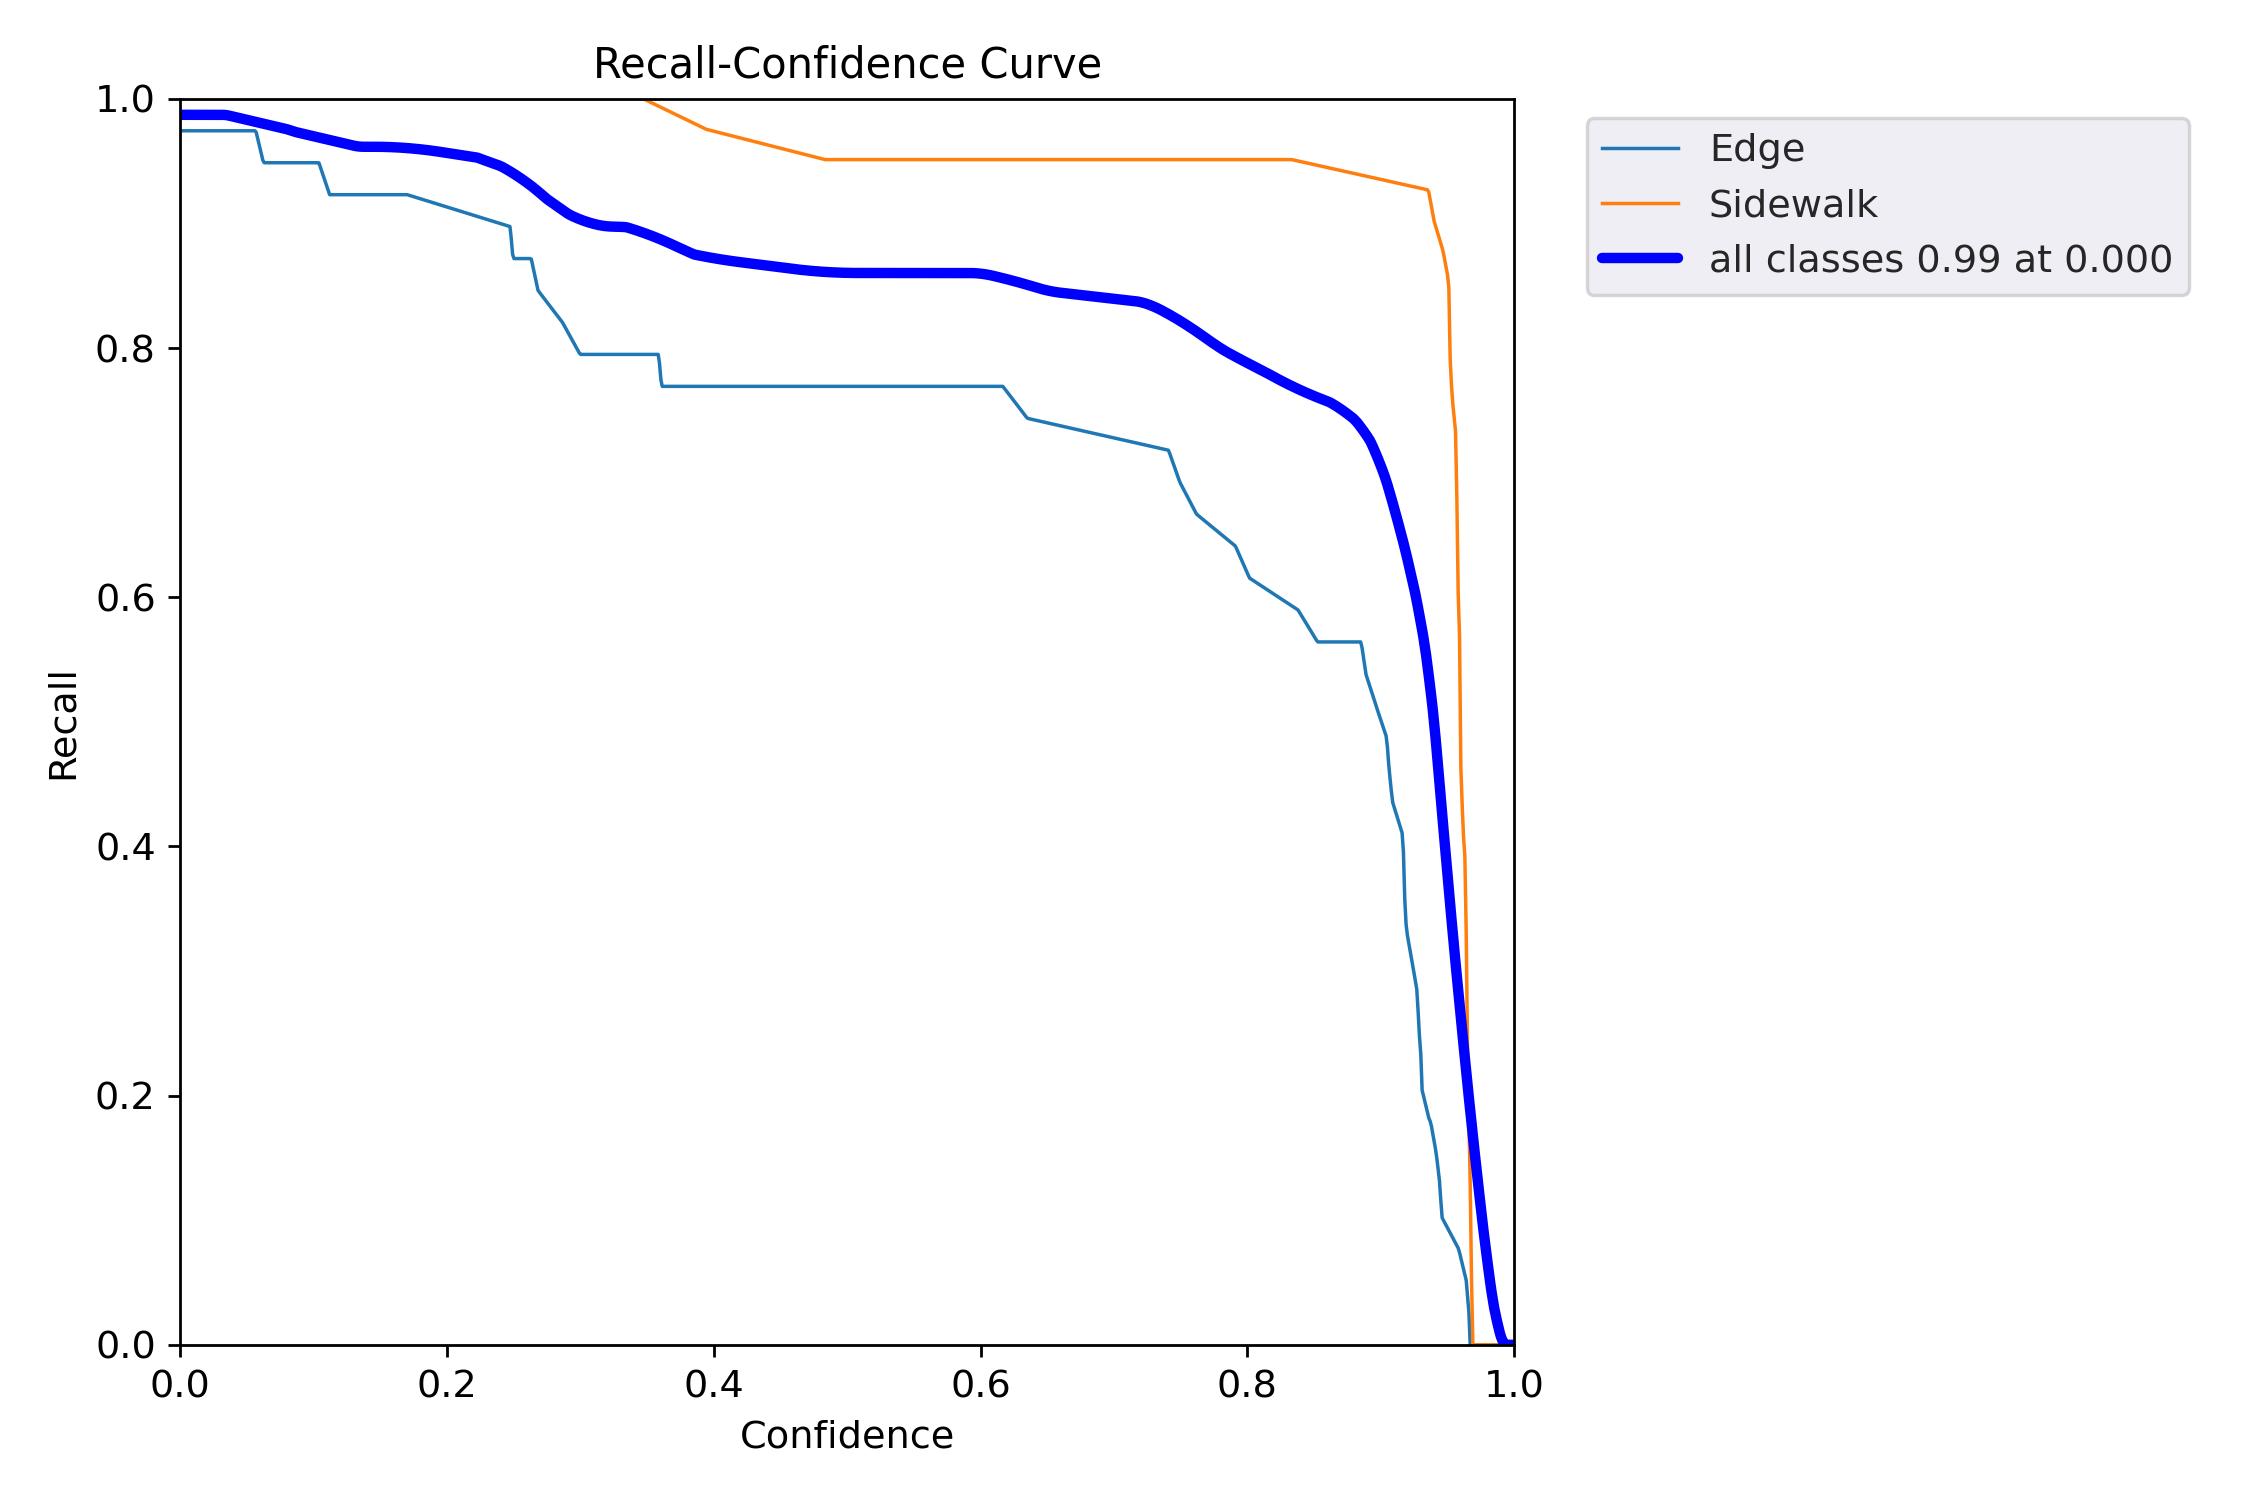 Recall-Confidence Curve
1.0
0.8
0.6
0.4
0.2
0.0
Recall
0.0 0.2 0.4 0.6 0.8 1.0
Confidence
Edge
Sidewalk
all classes 0.99 at 0.000